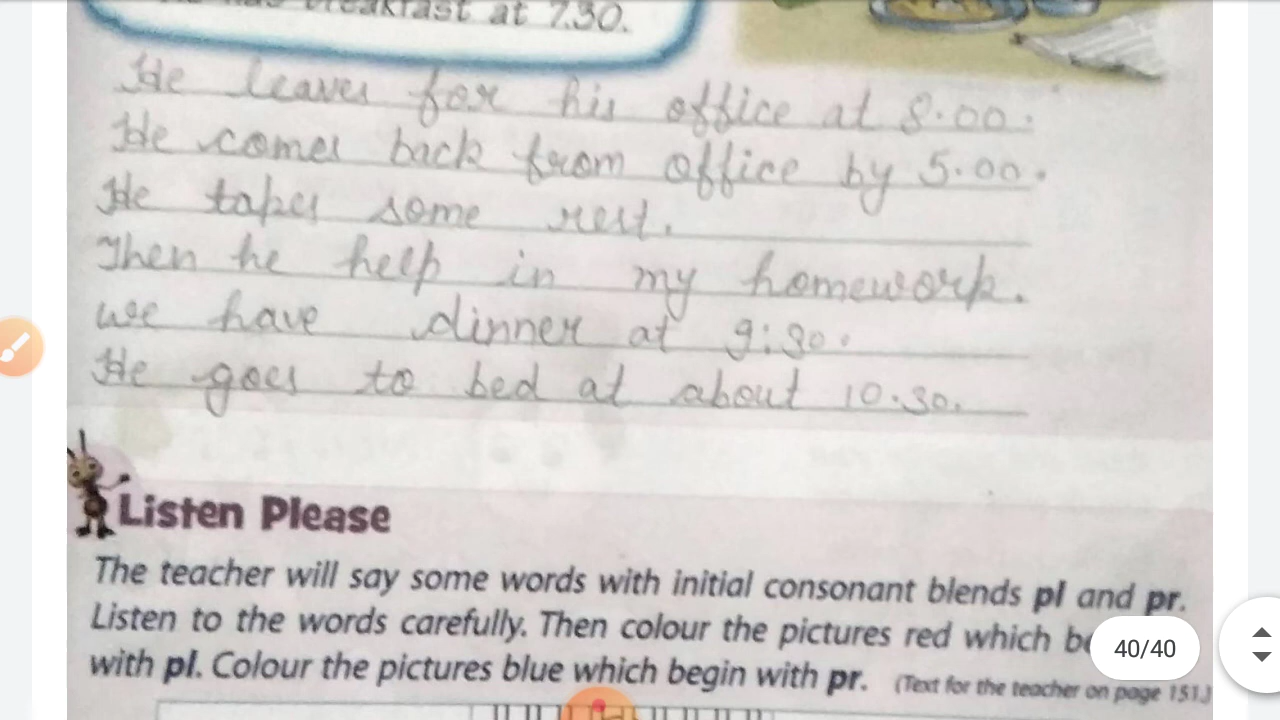 breakfast at 7.30.
He leaves for his office at 8.00.
He comes back from office by 5.00.
He takes some rest.
Then he help in my homework.
we have dinner at 9:30.
He goes to bed at about 10.30.
Listen Please
The teacher will say some words with initial consonant blends pl and pr.
Listen to the words carefully. Then colour the pictures red which
with pl. Colour the pictures blue which begin with pr. (Text for the teacher on page 151.)
40/40